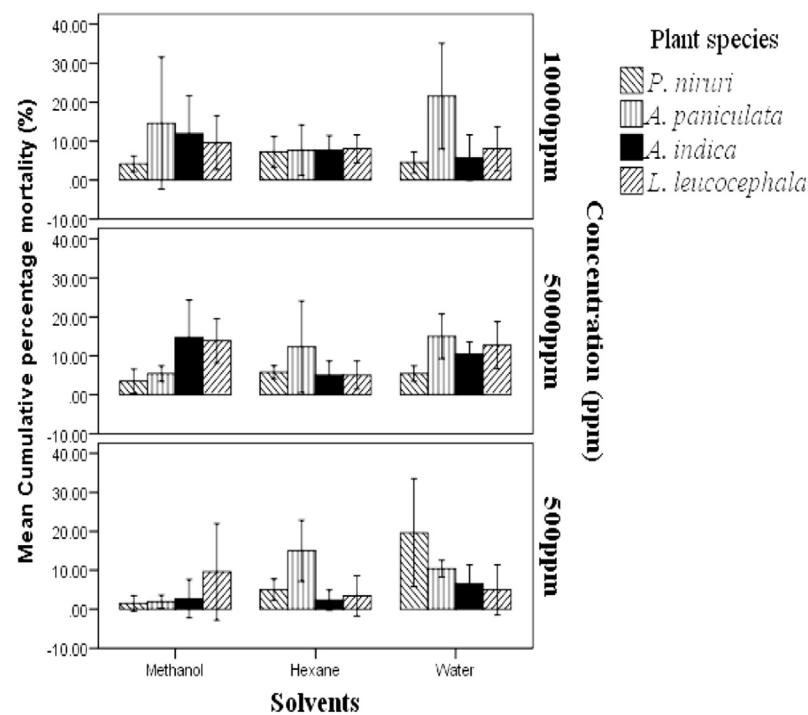 Mean Cumulative percentage mortality (%)
40.00
30.00
20.00
10.00
.00
-10.00
10000ppm
40.00
30.00
20.00
10.00
.00
-10.00
5000ppm
40.00
30.00
20.00
10.00
.00
-10.00
500ppm
Concentration (ppm)
Methanol
Hexane
Water
Solvents
Plant species
P. niruri
A. paniculata
A. indica
L. leucocephala